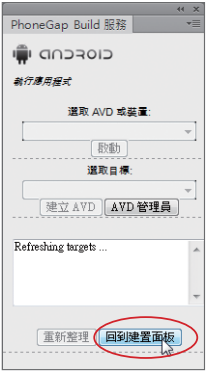 PhoneGap Build 服務
android
執行應用程式
選取 AVD 或裝置:
啟動
選取目標:
建立 AVD
AVD 管理員
Refreshing targets ...
重新整理
回到建置面板